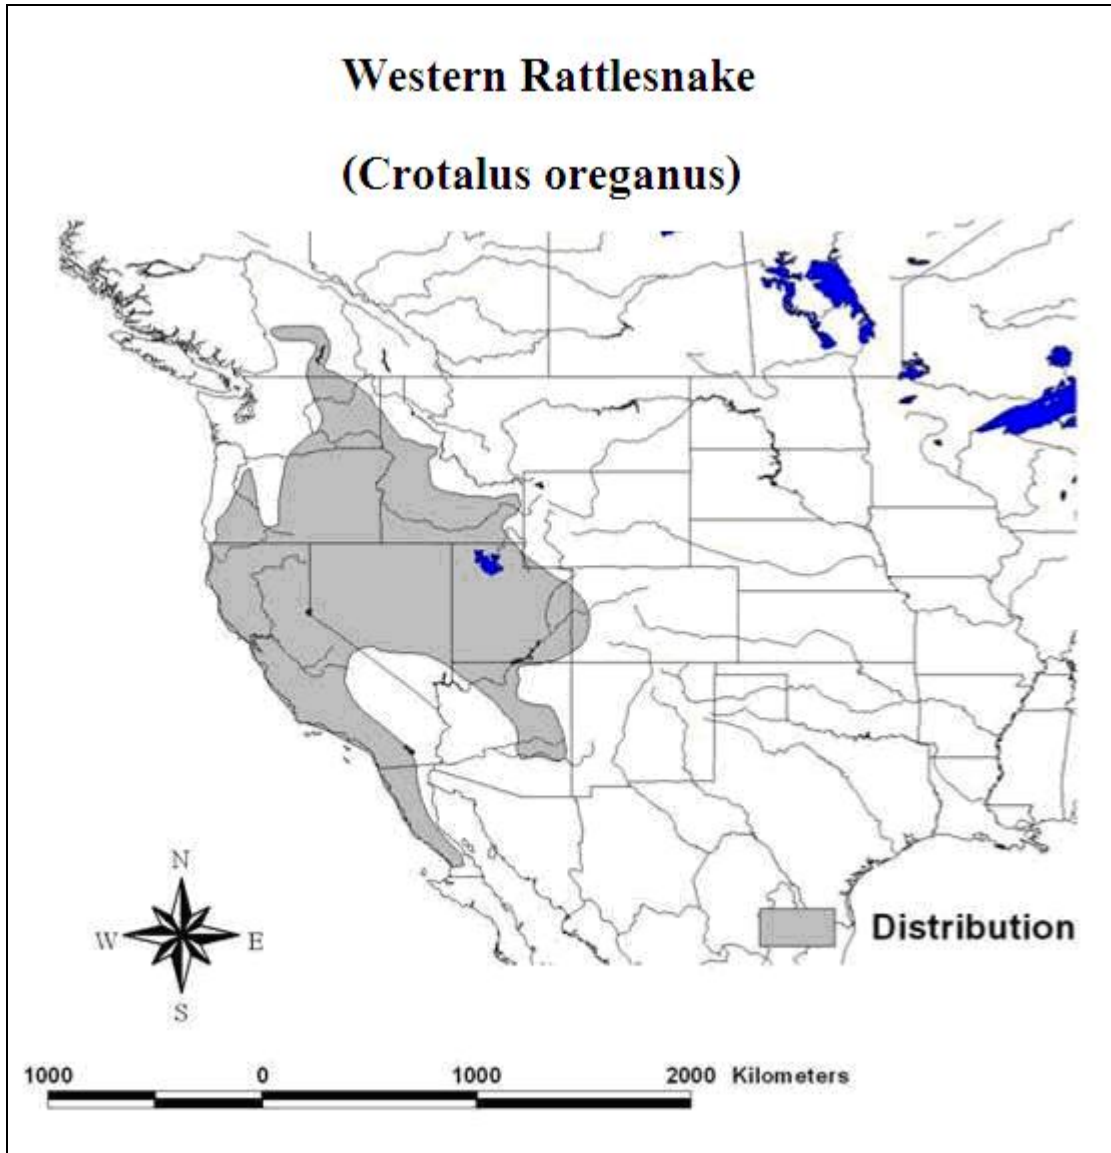 Western Rattlesnake
(Crotalus oreganus)
N
W E
S
Distribution
1000 0 1000 2000 Kilometers